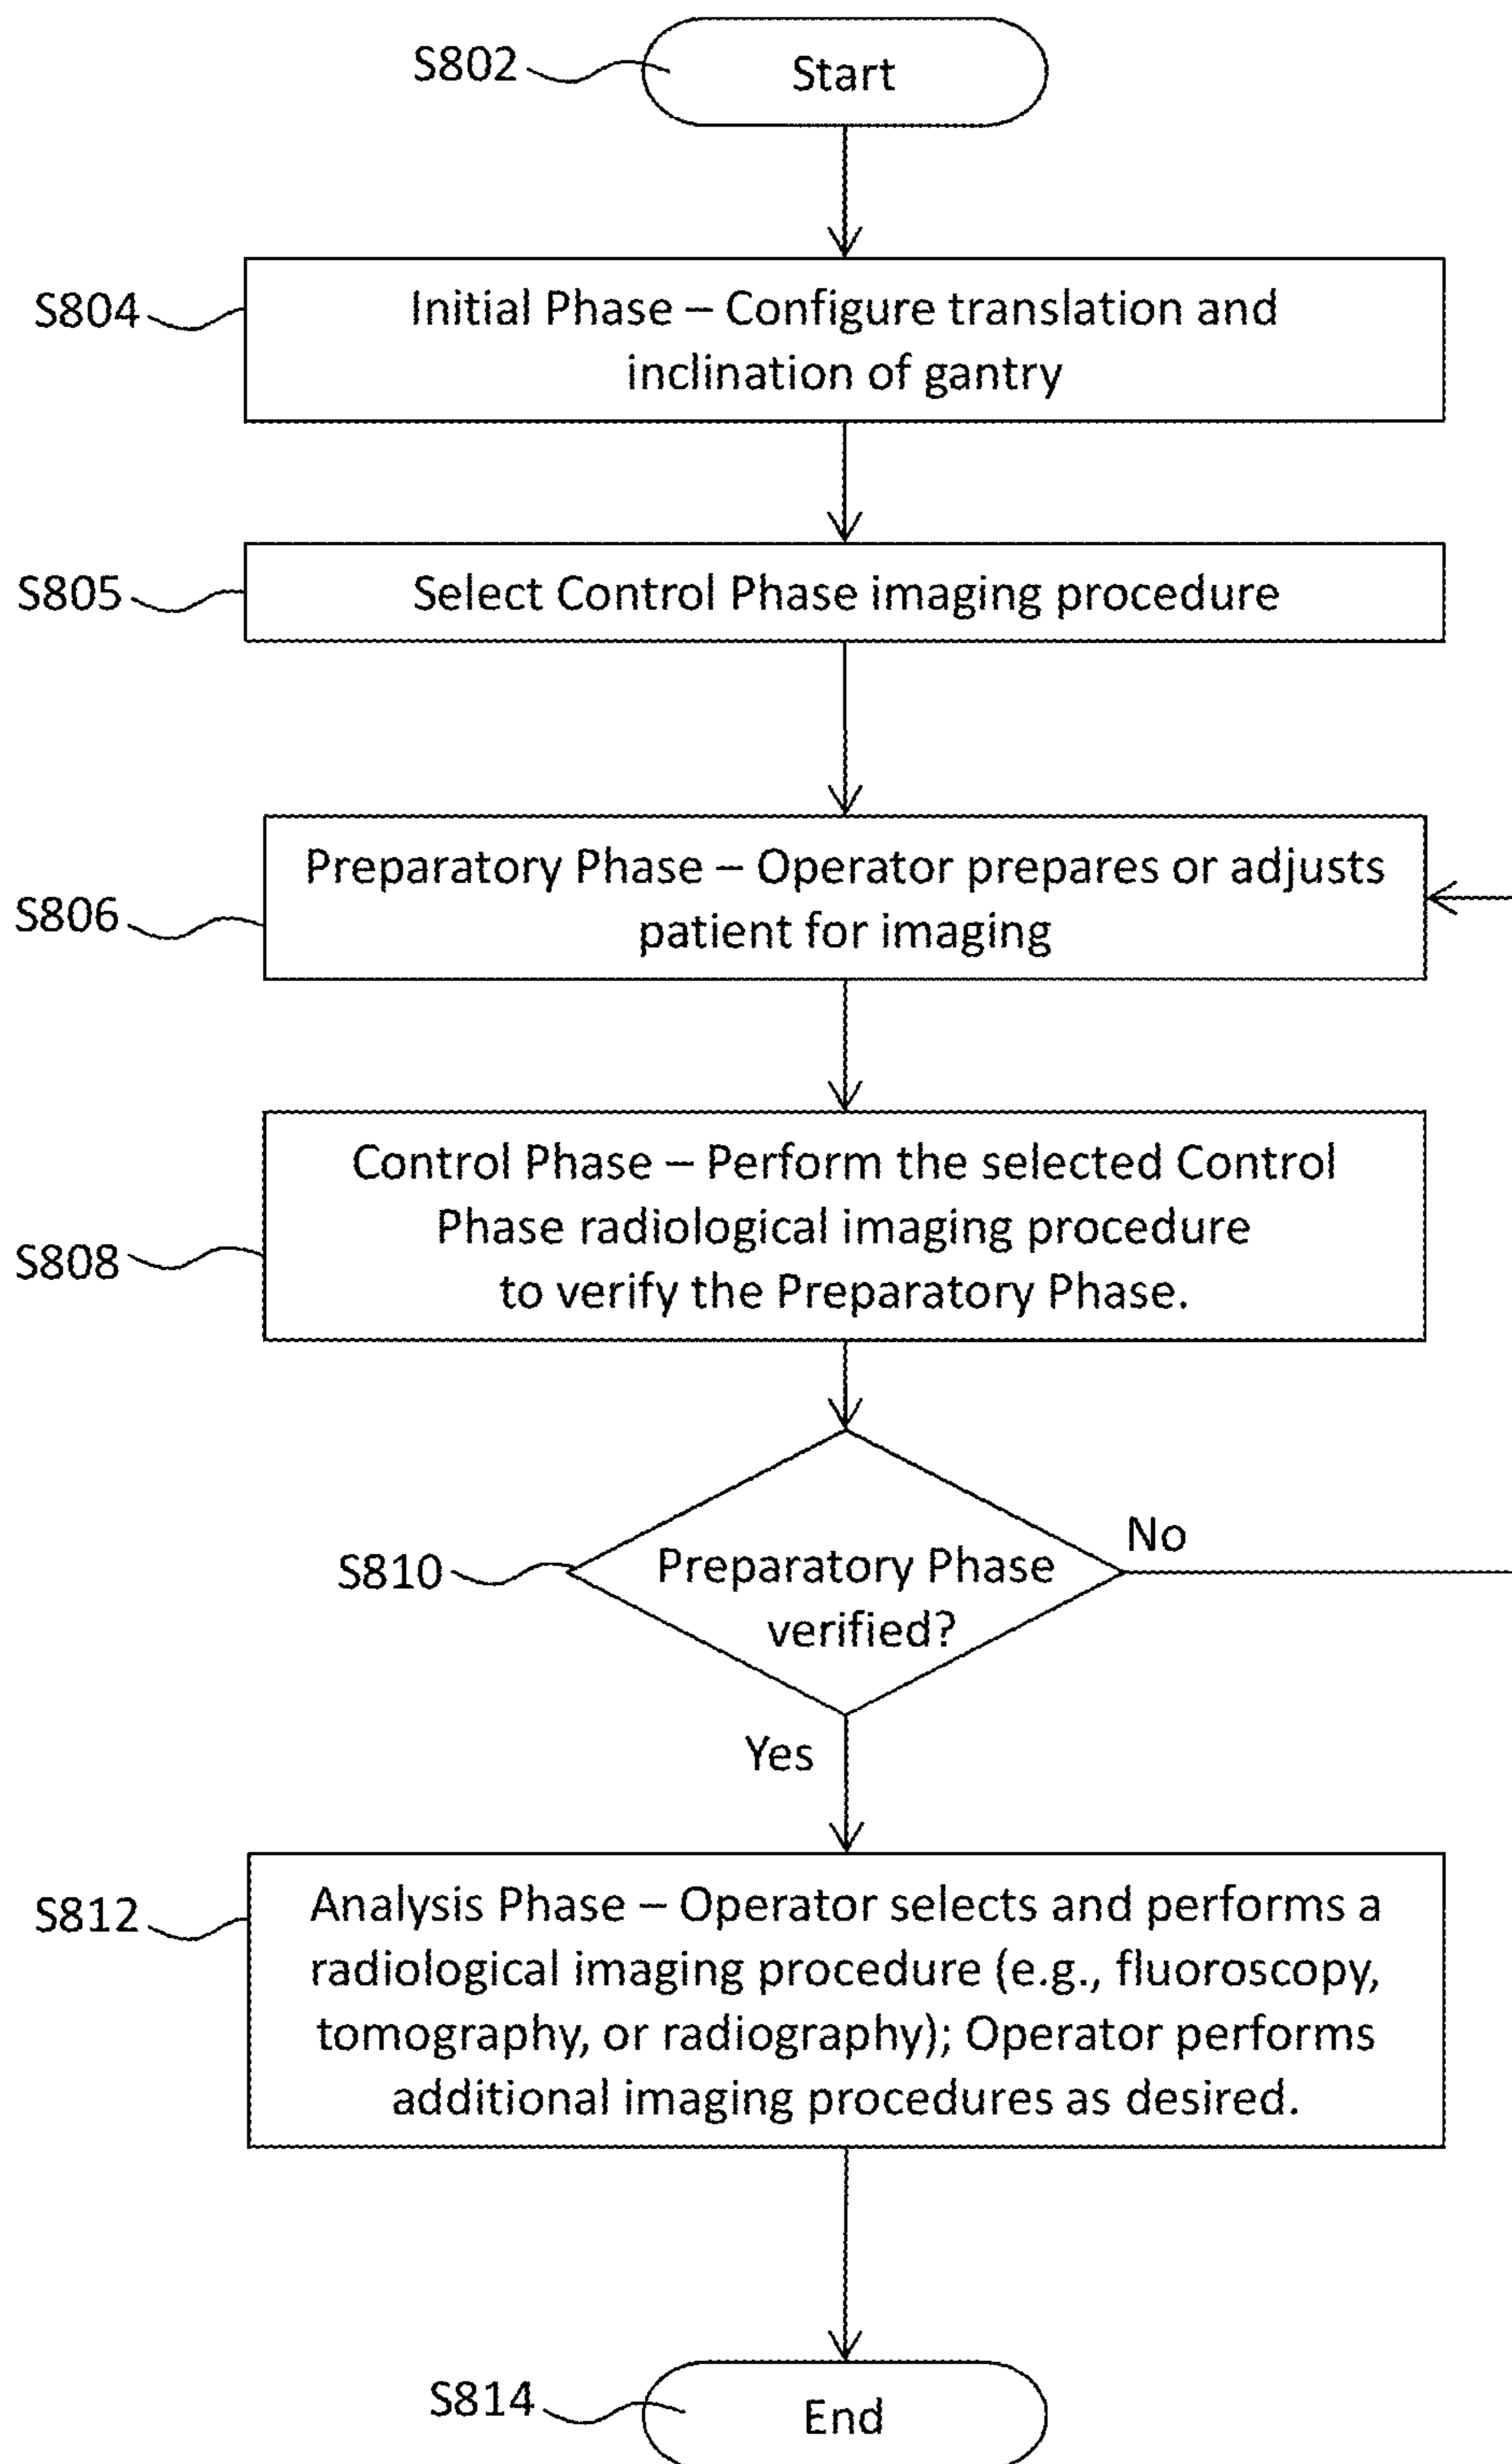 S802
Start
S804
Initial Phase – Configure translation and
inclination of gantry
S805
Select Control Phase imaging procedure
S806
Preparatory Phase – Operator prepares or adjusts
patient for imaging
S808
Control Phase – Perform the selected Control
Phase radiological imaging procedure
to verify the Preparatory Phase.
S810
Preparatory Phase
verified?
No
Yes
S812
Analysis Phase – Operator selects and performs a
radiological imaging procedure (e.g., fluoroscopy,
tomography, or radiography); Operator performs
additional imaging procedures as desired.
S814
End